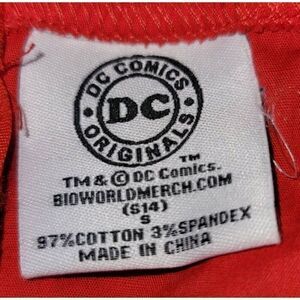 DC COMICS
DC
ORIGINALS
TM
TM & © DC Comics.
BIOWORLDMERCH.COM
(S14)
S
97%COTTON 3%SPANDEX
MADE IN CHINA